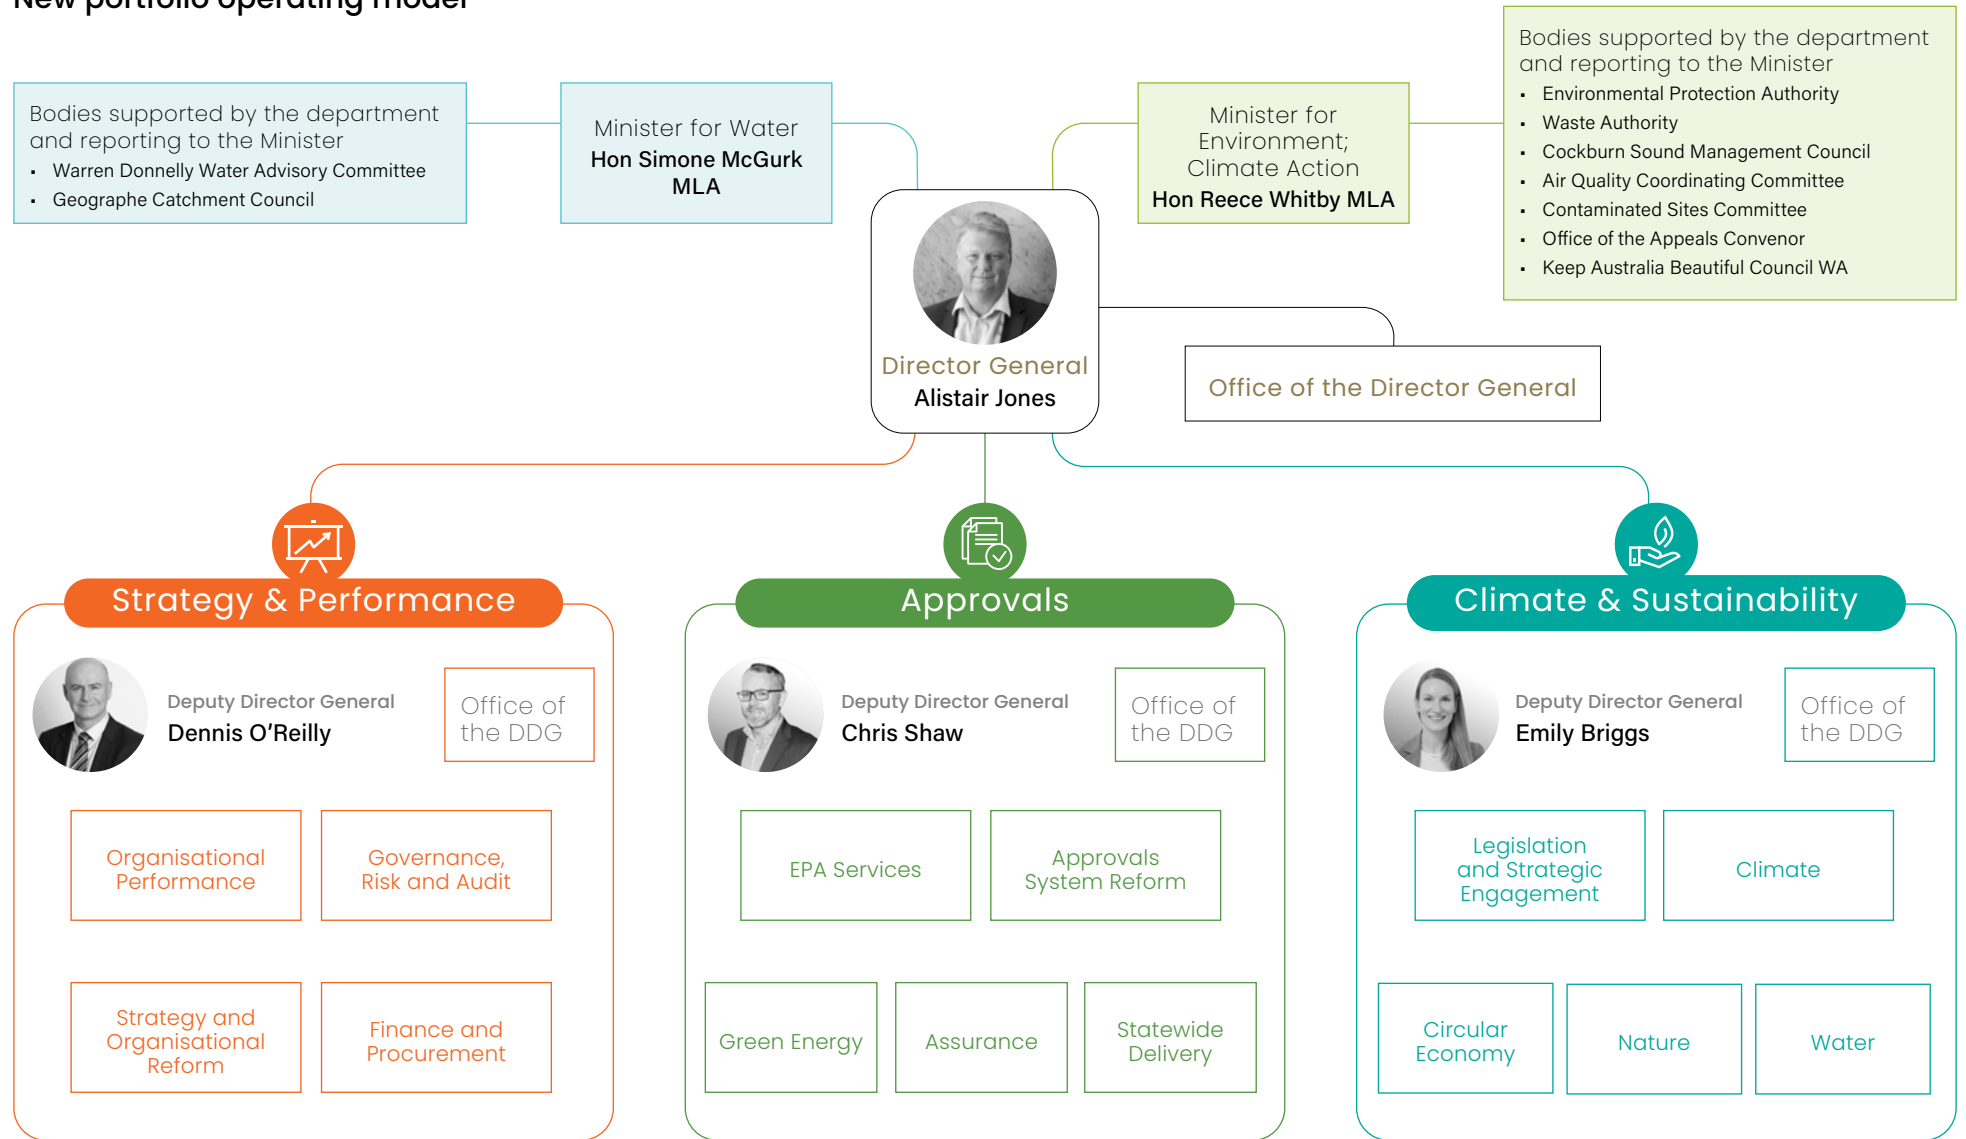 New portfolio operating model
Bodies supported by the department
and reporting to the Minister
▪ Warren Donnelly Water Advisory Committee
▪ Geographe Catchment Council
Minister for Water
Hon Simone McGurk
MLA
Minister for
Environment;
Climate Action
Hon Reece Whitby MLA
Bodies supported by the department
and reporting to the Minister
▪ Environmental Protection Authority
▪ Waste Authority
▪ Cockburn Sound Management Council
▪ Air Quality Coordinating Committee
▪ Contaminated Sites Committee
▪ Office of the Appeals Convenor
▪ Keep Australia Beautiful Council WA
Director General
Alistair Jones
Office of the Director General
Strategy & Performance
Deputy Director General
Dennis O’Reilly
Office of
the DDG
Organisational
Performance
Governance,
Risk and Audit
Strategy and
Organisational
Reform
Finance and
Procurement
Approvals
Deputy Director General
Chris Shaw
Office of
the DDG
EPA Services
Approvals
System Reform
Green Energy
Assurance
Statewide
Delivery
Climate & Sustainability
Deputy Director General
Emily Briggs
Office of
the DDG
Legislation
and Strategic
Engagement
Climate
Circular
Economy
Nature
Water